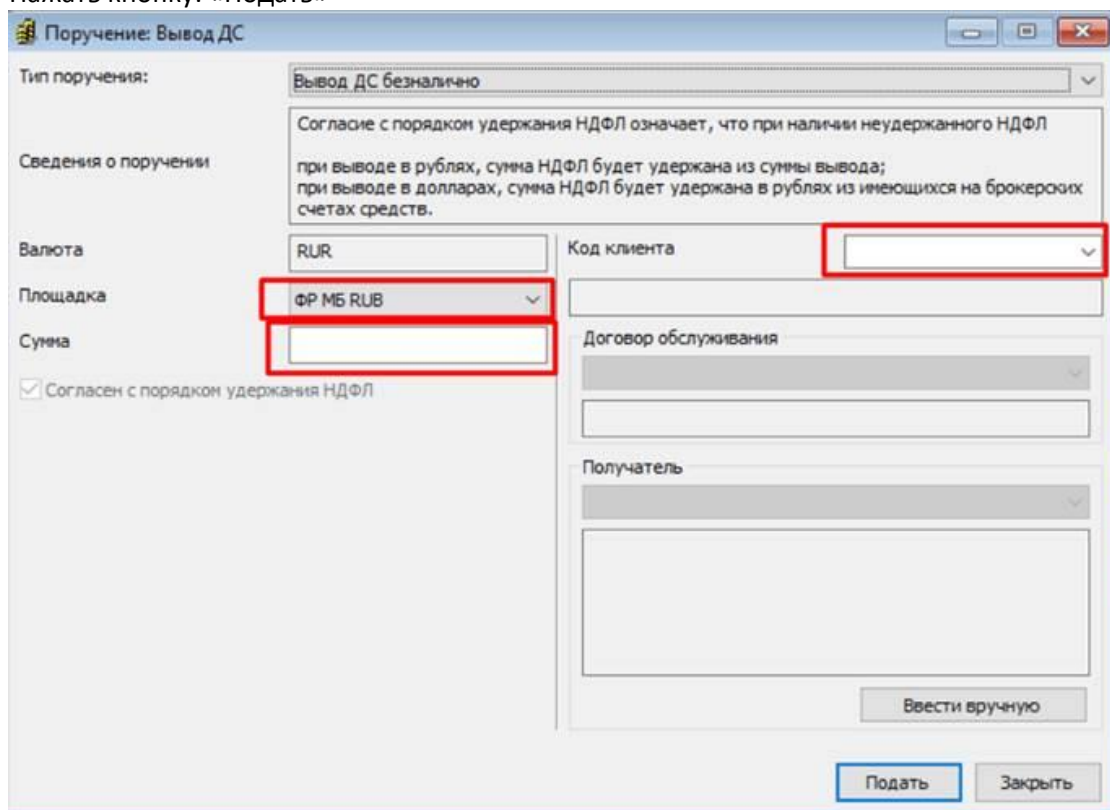 Нажать кнопку: «Подать»
Поручение: Вывод ДС
Тип поручения:
Вывод ДС безналично
Сведения о поручении
Согласие с порядком удержания НДФЛ означает, что при наличии неудержанного НДФЛ
при выводе в рублях, сумма НДФЛ будет удержана из суммы вывода;
при выводе в долларах, сумма НДФЛ будет удержана в рублях из имеющихся на брокерских
счетах средств.
Валюта
RUR
Код клиента
Площадка
ФР МБ RUB
Сумма
Договор обслуживания
Согласен с порядком удержания НДФЛ
Получатель
Ввести вручную
Подать
Закрыть